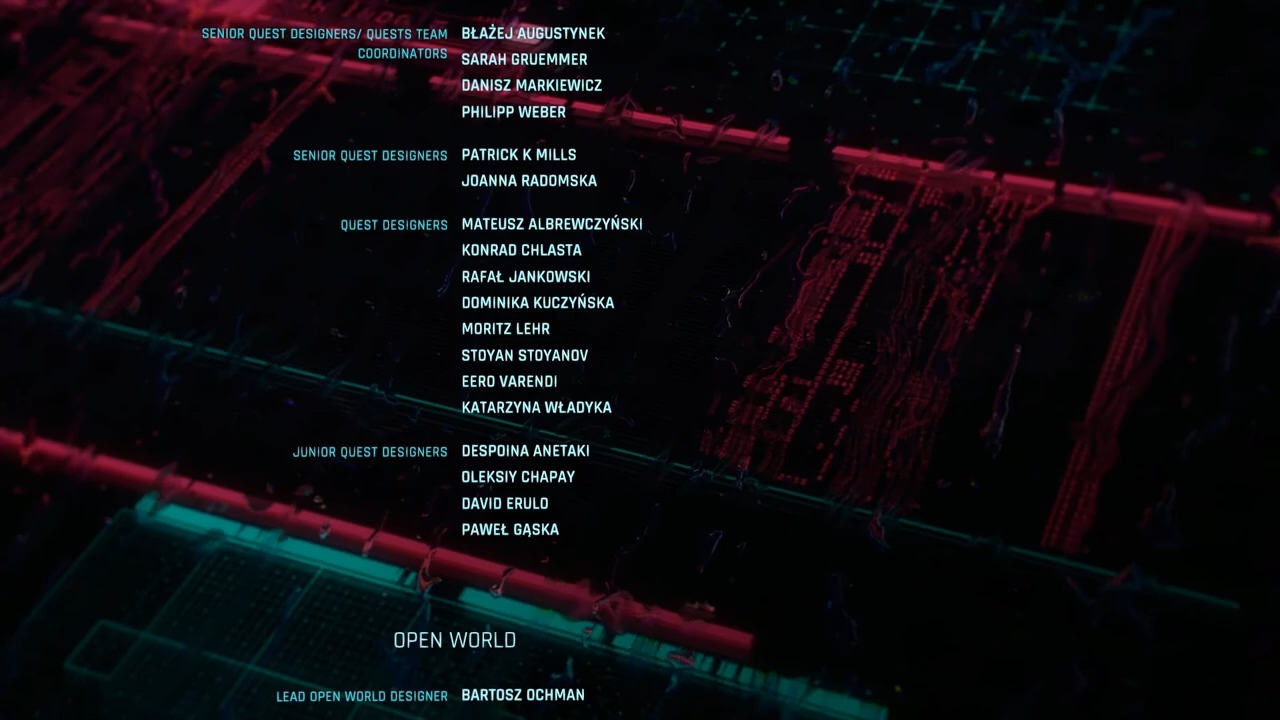 SENIOR QUEST DESIGNERS/ QUESTS TEAM BŁAŻEJ AUGUSTYNEK
COORDINATORS SARAH GRUEMMER
DANISZ MARKIEWICZ
PHILIPP WEBER
SENIOR QUEST DESIGNERS PATRICK K MILLS
JOANNA RADOMSKA
QUEST DESIGNERS MATEUSZ ALBREWCZYŃSKI
KONRAD CHLASTA
RAFAŁ JANKOWSKI
DOMINIKA KUCZYŃSKA
MORITZ LEHR
STOYAN STOYANOV
EERO VARENDI
KATARZYNA WŁADYKA
JUNIOR QUEST DESIGNERS DESPOINA ANETAKI
OLEKSIY CHAPAY
DAVID ERULO
PAWEŁ GĄSKA
OPEN WORLD
LEAD OPEN WORLD DESIGNER BARTOSZ OCHMAN